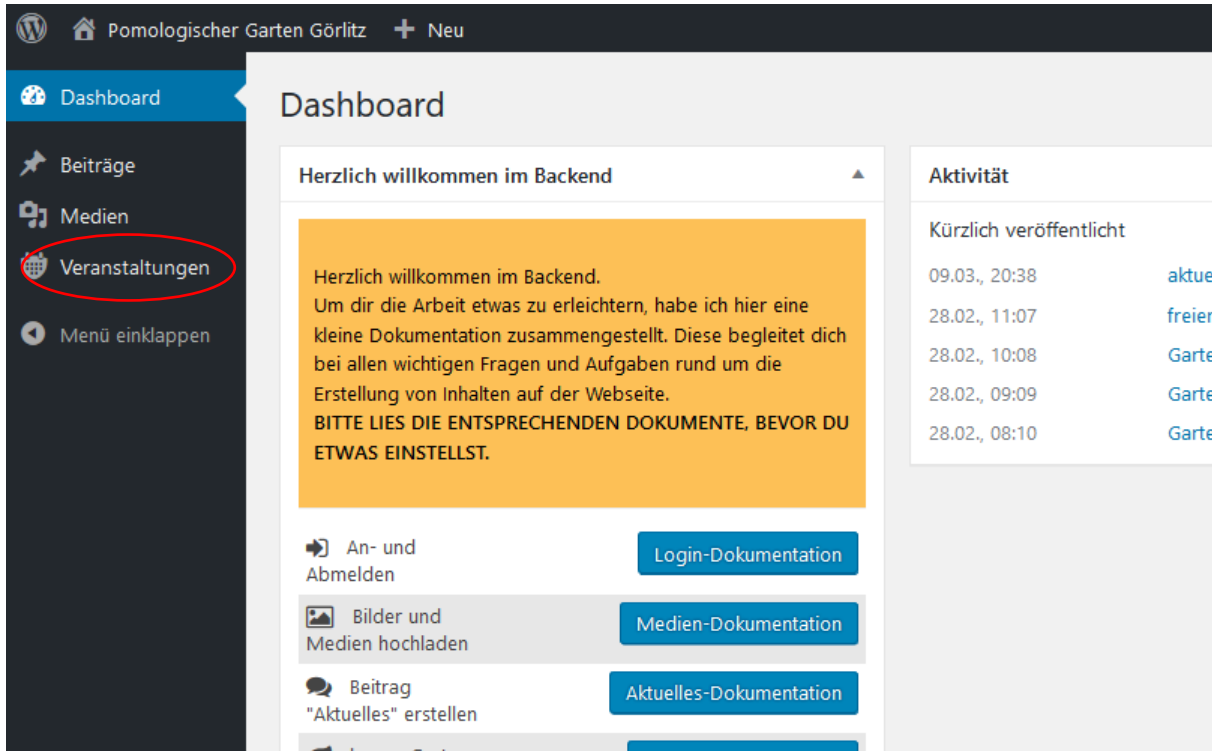 Pomologischer Garten Görlitz + Neu
Dashboard
Beiträge
Medien
Veranstaltungen
Menü einklappen
Dashboard
Herzlich willkommen im Backend
Herzlich willkommen im Backend.
Um dir die Arbeit etwas zu erleichtern, habe ich hier eine
kleine Dokumentation zusammengestellt. Diese begleitet dich
bei allen wichtigen Fragen und Aufgaben rund um die
Erstellung von Inhalten auf der Webseite.
BITTE LIES DIE ENTSPRECHENDEN DOKUMENTE, BEVOR DU
ETWAS EINSTELLST.
An- und
Abmelden
Login-Dokumentation
Bilder und
Medien hochladen
Medien-Dokumentation
Beitrag
"Aktuelles" erstellen
Aktuelles-Dokumentation
Aktivität
Kürzlich veröffentlicht
09.03., 20:38
28.02., 11:07
28.02., 10:08
28.02., 09:09
28.02., 08:10